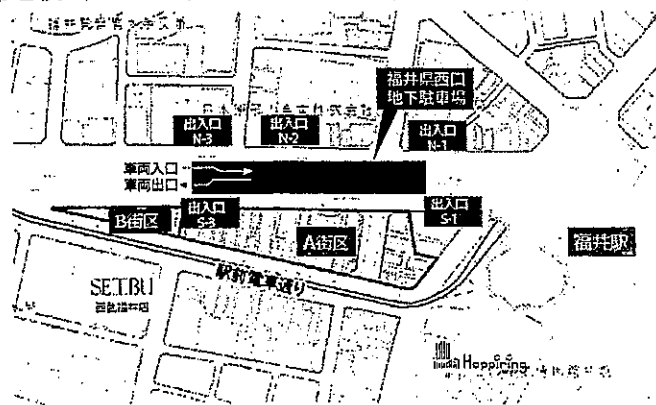 福井県西口
地下駐車場
出入口
N-3
出入口
N-2
出入口
N-1
車両入口
車両出口
出入口
S-3
出入口
S-1
B街区
A街区
福井駅
駅前電車通り
SEIBU
西武福井店
Happiring